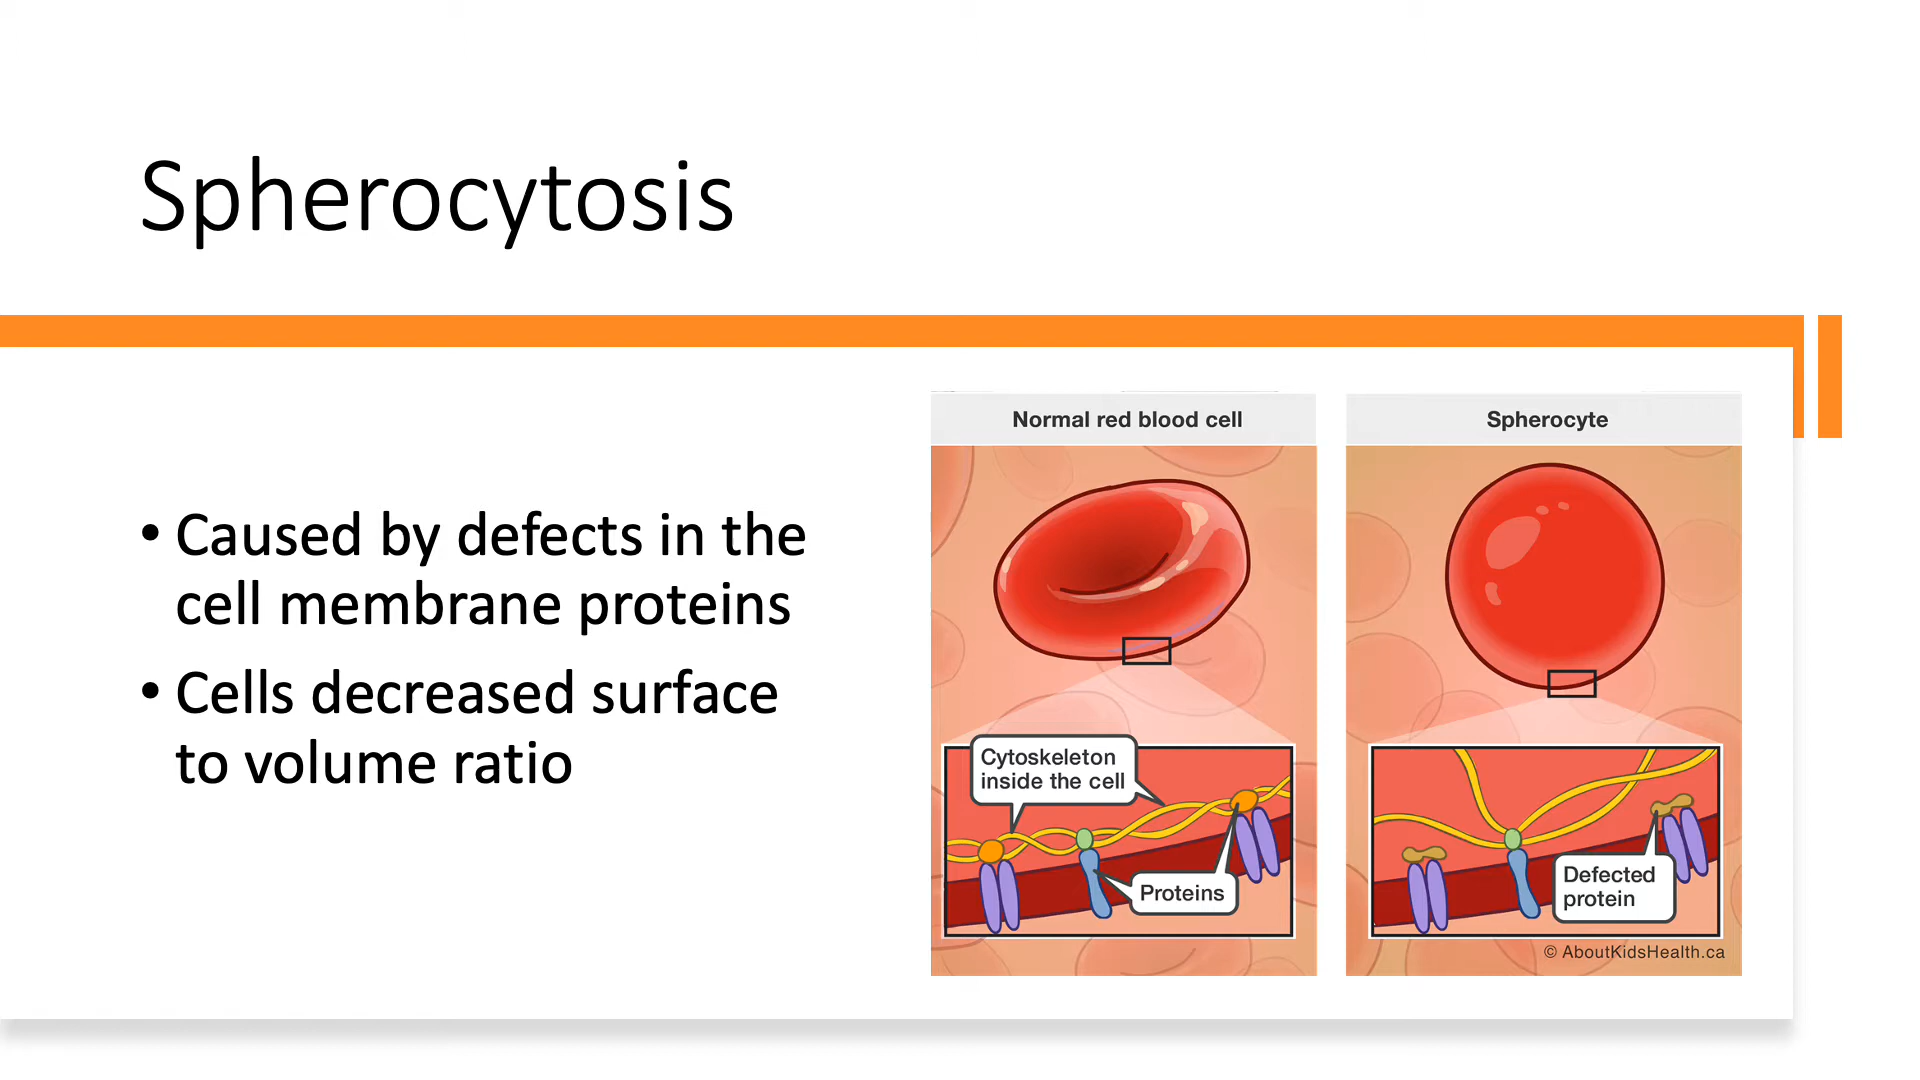 Spherocytosis
• Caused by defects in the
cell membrane proteins
• Cells decreased surface
to volume ratio
Normal red blood cell
Cytoskeleton
inside the cell
Proteins
Spherocyte
Defected
protein
© AboutKidsHealth.ca